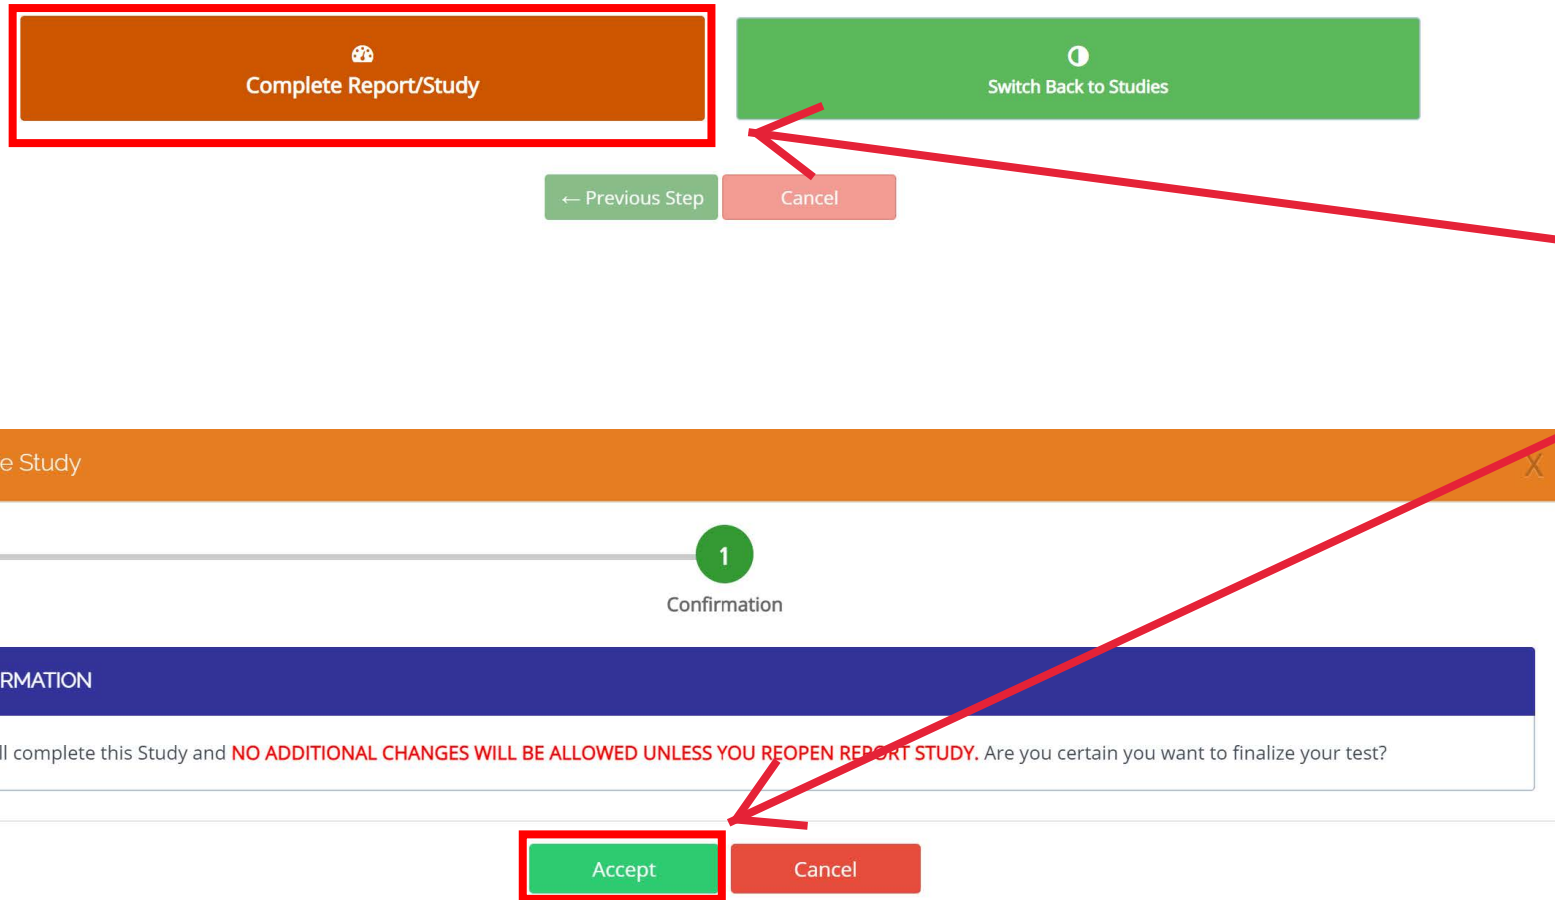 Complete Report/Study
Switch Back to Studies
← Previous Step
Cancel
e Study
X
1
Confirmation
RMATION
ll complete this Study and NO ADDITIONAL CHANGES WILL BE ALLOWED UNLESS YOU REOPEN REPORT STUDY. Are you certain you want to finalize your test?
Accept
Cancel